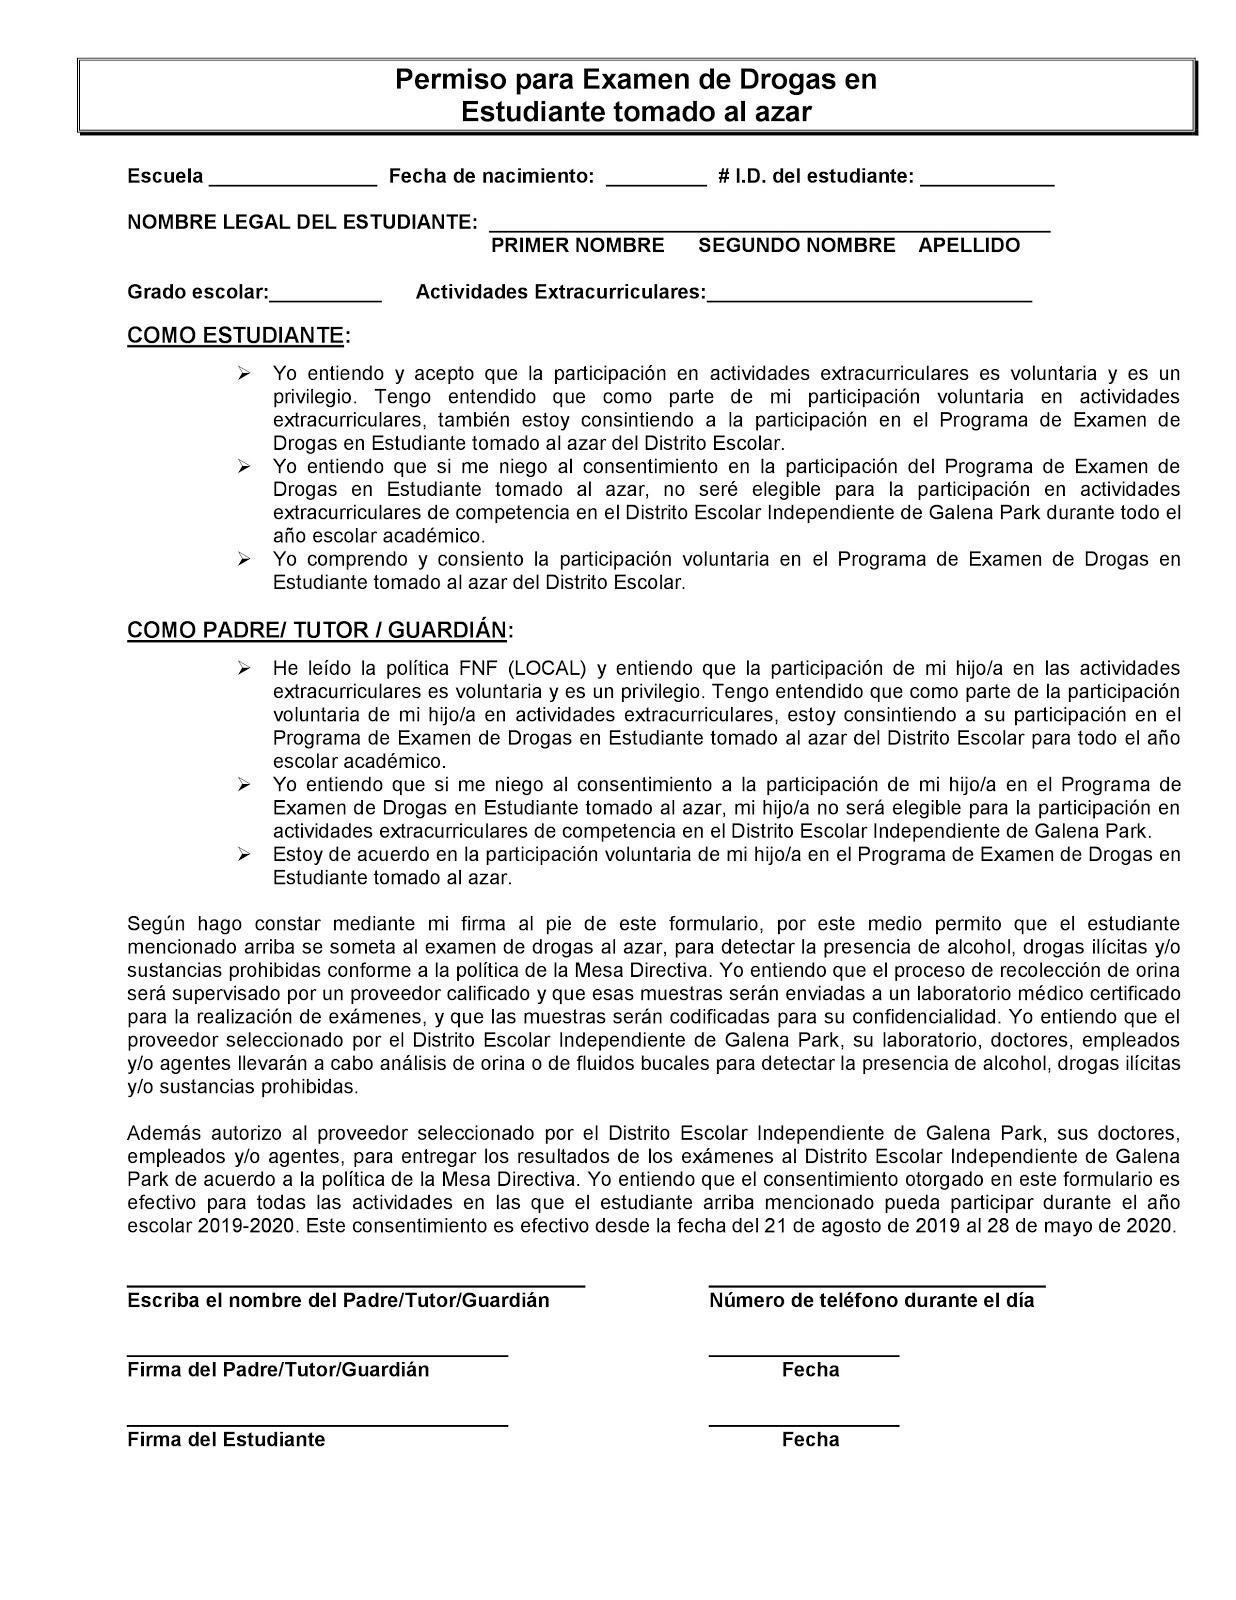 Permiso para Examen de Drogas en
Estudiante tomado al azar
Escuela _______________ Fecha de nacimiento: _________ # I.D. del estudiante: ____________
NOMBRE LEGAL DEL ESTUDIANTE: __________________________________________________
PRIMER NOMBRE SEGUNDO NOMBRE APELLIDO
Grado escolar:__________ Actividades Extracurriculares:_____________________________
COMO ESTUDIANTE:
➢ Yo entiendo y acepto que la participación en actividades extracurriculares es voluntaria y es un
privilegio. Tengo entendido que como parte de mi participación voluntaria en actividades
extracurriculares, también estoy consintiendo a la participación en el Programa de Examen de
Drogas en Estudiante tomado al azar del Distrito Escolar.
➢ Yo entiendo que si me niego al consentimiento en la participación del Programa de Examen de
Drogas en Estudiante tomado al azar, no seré elegible para la participación en actividades
extracurriculares de competencia en el Distrito Escolar Independiente de Galena Park durante todo el
año escolar académico.
➢ Yo comprendo y consiento la participación voluntaria en el Programa de Examen de Drogas en
Estudiante tomado al azar del Distrito Escolar.
COMO PADRE/ TUTOR / GUARDIÁN:
➢ He leído la política FNF (LOCAL) y entiendo que la participación de mi hijo/a en las actividades
extracurriculares es voluntaria y es un privilegio. Tengo entendido que como parte de la participación
voluntaria de mi hijo/a en actividades extracurriculares, estoy consintiendo a su participación en el
Programa de Examen de Drogas en Estudiante tomado al azar del Distrito Escolar para todo el año
escolar académico.
➢ Yo entiendo que si me niego al consentimiento a la participación de mi hijo/a en el Programa de
Examen de Drogas en Estudiante tomado al azar, mi hijo/a no será elegible para la participación en
actividades extracurriculares de competencia en el Distrito Escolar Independiente de Galena Park.
➢ Estoy de acuerdo en la participación voluntaria de mi hijo/a en el Programa de Examen de Drogas en
Estudiante tomado al azar.
Según hago constar mediante mi firma al pie de este formulario, por este medio permito que el estudiante
mencionado arriba se someta al examen de drogas al azar, para detectar la presencia de alcohol, drogas ilícitas y/o
sustancias prohibidas conforme a la política de la Mesa Directiva. Yo entiendo que el proceso de recolección de orina
será supervisado por un proveedor calificado y que esas muestras serán enviadas a un laboratorio médico certificado
para la realización de exámenes, y que las muestras serán codificadas para su confidencialidad. Yo entiendo que el
proveedor seleccionado por el Distrito Escolar Independiente de Galena Park, su laboratorio, doctores, empleados
y/o agentes llevarán a cabo análisis de orina o de fluidos bucales para detectar la presencia de alcohol, drogas ilícitas
y/o sustancias prohibidas.
Además autorizo al proveedor seleccionado por el Distrito Escolar Independiente de Galena Park, sus doctores,
empleados y/o agentes, para entregar los resultados de los exámenes al Distrito Escolar Independiente de Galena
Park de acuerdo a la política de la Mesa Directiva. Yo entiendo que el consentimiento otorgado en este formulario es
efectivo para todas las actividades en las que el estudiante arriba mencionado pueda participar durante el año
escolar 2019-2020. Este consentimiento es efectivo desde la fecha del 21 de agosto de 2019 al 28 de mayo de 2020.
Escriba el nombre del Padre/Tutor/Guardián Número de teléfono durante el día
Firma del Padre/Tutor/Guardián Fecha
Firma del Estudiante Fecha